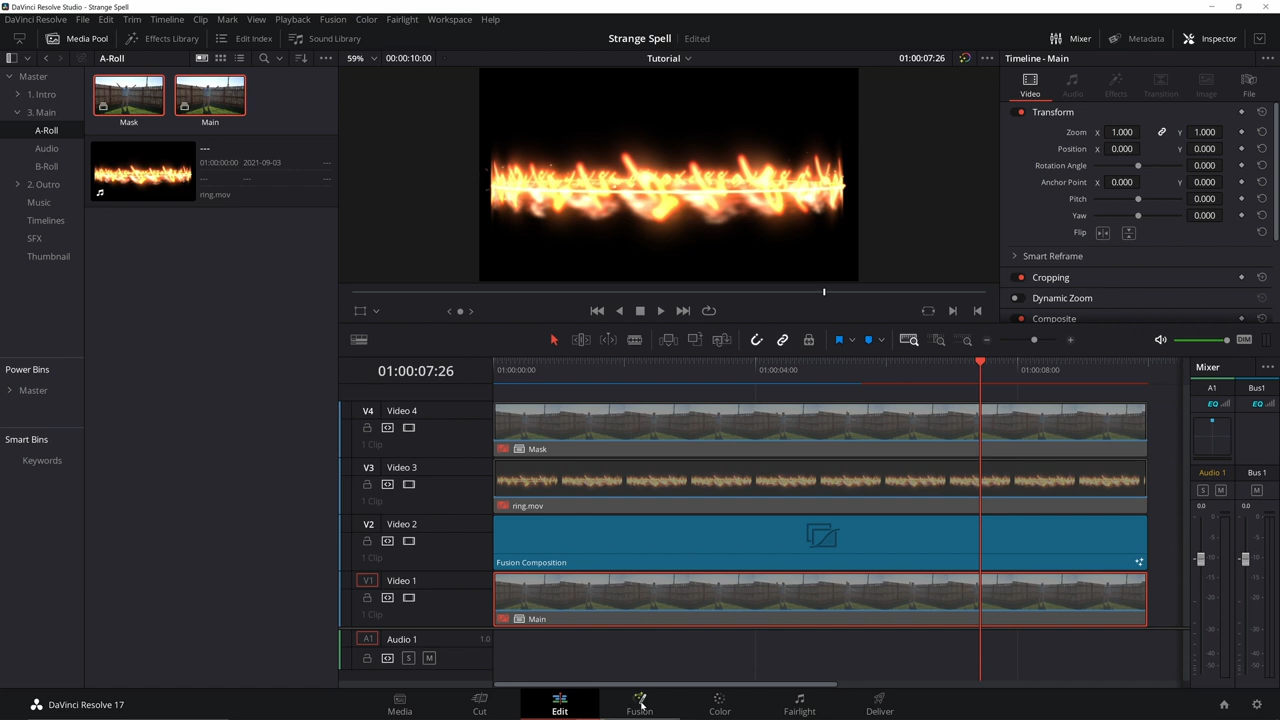 DaVinci Resolve Studio - Strange Spell
DaVinci Resolve File Edit Trim Timeline Clip Mark View Playback Fusion Color Fairlight Workspace Help
Media Pool Effects Library Edit Index Sound Library Strange Spell Edited Mixer Metadata Inspector
A-Roll 59% 00:00:10:00 Tutorial 01:00:07:26 Timeline - Main
Master
1. Intro
3. Main
A-Roll
Audio
B-Roll
2. Outro
Music
Timelines
SFX
Thumbnail
Power Bins
Master
Smart Bins
Keywords
Mask Main
---
01:00:00:00 2021-09-03 ---
--- --- ---
ring.mov
Video Audio Effects Transition Image File
Transform
Zoom X 1.000 Y 1.000
Position X 0.000 Y 0.000
Rotation Angle 0.000
Anchor Point X 0.000 Y 0.000
Pitch 0.000
Yaw 0.000
Flip
Smart Reframe
Cropping
Dynamic Zoom
Composite
DIM
01:00:07:26 01:00:00:00 01:00:04:00 01:00:08:00
V4 Video 4
1 Clip
Mask
V3 Video 3
1 Clip
ring.mov
V2 Video 2
1 Clip
Fusion Composition
V1 Video 1
1 Clip
Main
A1 Audio 1 1.0
S M
Mixer
A1 Bus1
EQ EQ
Audio 1 Bus 1
S M M
0.0 0.0
DaVinci Resolve 17
Media Cut Edit Fusion Color Fairlight Deliver